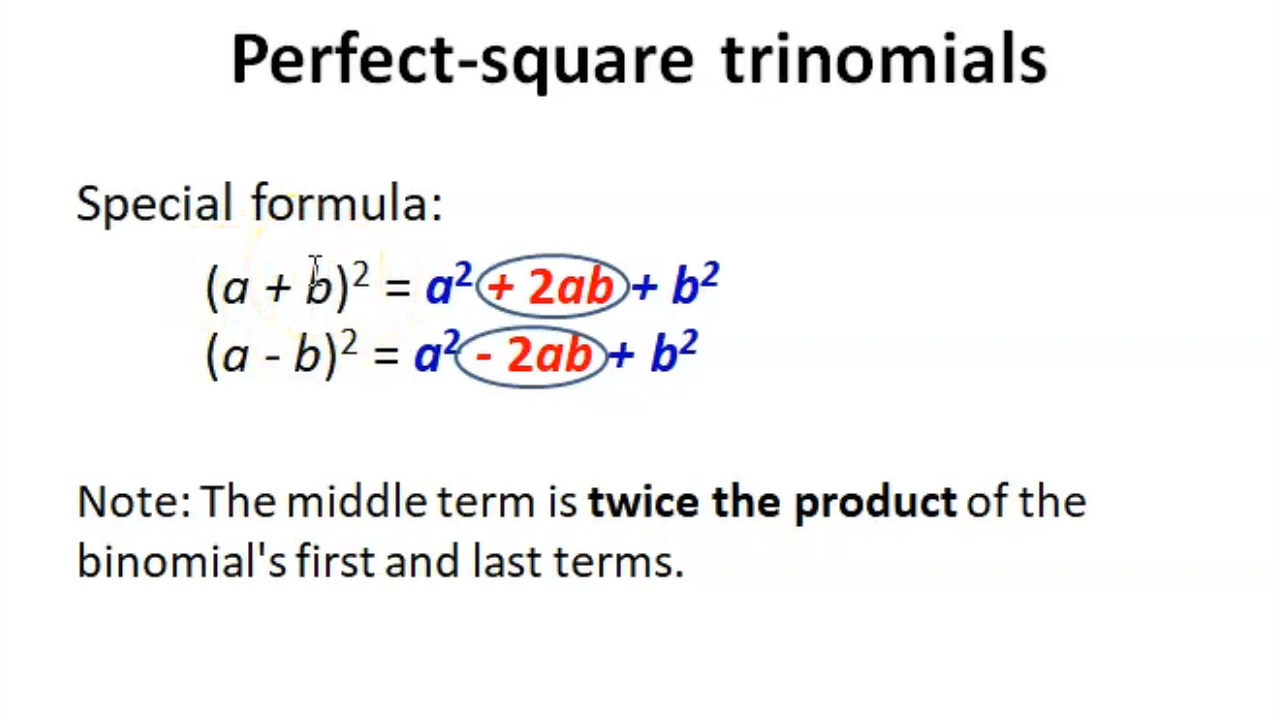 Perfect-square trinomials
Special formula:
(a + b)² = a² + 2ab + b²
(a - b)² = a² - 2ab + b²
Note: The middle term is twice the product of the
binomial's first and last terms.